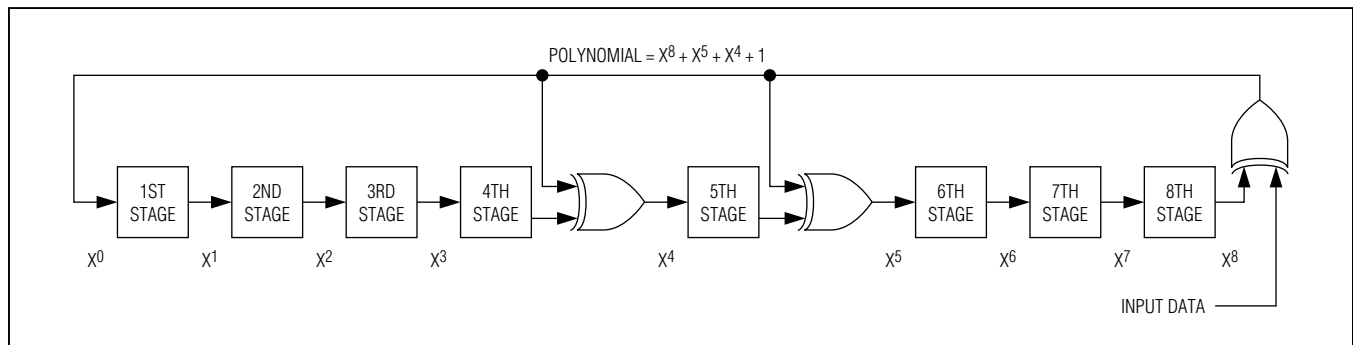 POLYNOMIAL = X⁸ + X⁵ + X⁴ + 1
1ST STAGE
2ND STAGE
3RD STAGE
4TH STAGE
5TH STAGE
6TH STAGE
7TH STAGE
8TH STAGE
X⁰ X¹ X² X³ X⁴ X⁵ X⁶ X⁷ X⁸
INPUT DATA